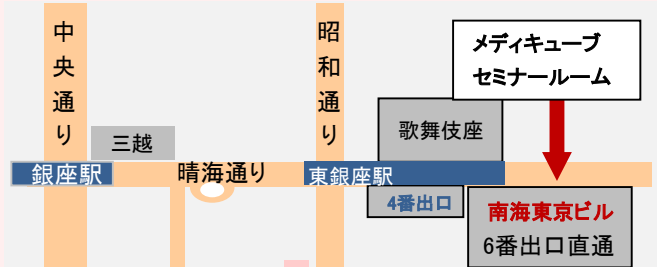 中央通り
昭和通り
メディキューブ
セミナールーム
三越
歌舞伎座
銀座駅
晴海通り
東銀座駅
4番出口
南海東京ビル
6番出口直通